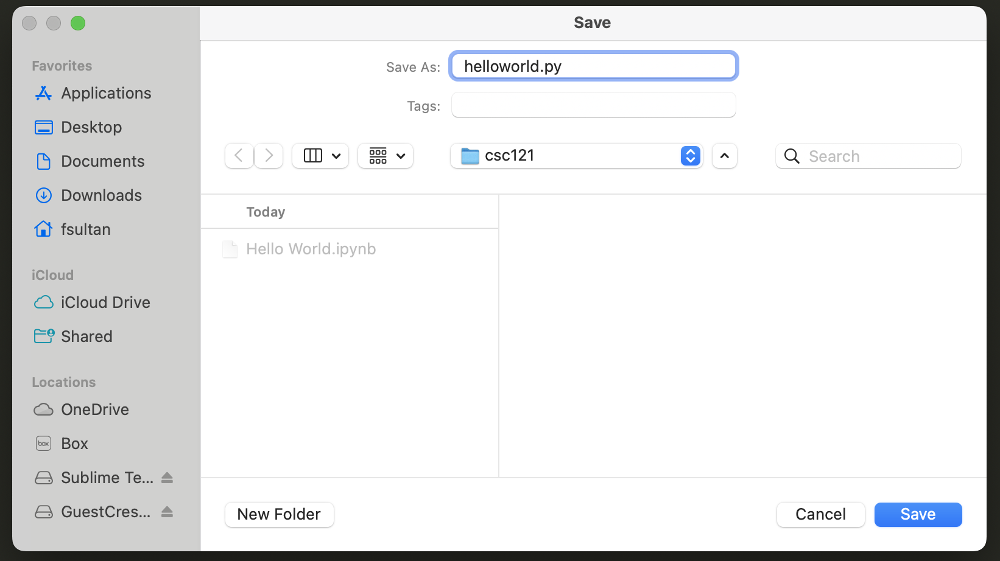 Save
Favorites
Applications
Desktop
Documents
Downloads
fsultan
iCloud
iCloud Drive
Shared
Locations
OneDrive
box
Box
Sublime Te...
GuestCres...
Save As: helloworld.py
Tags:
csc121
Search
Today
Hello World.ipynb
New Folder
Cancel
Save